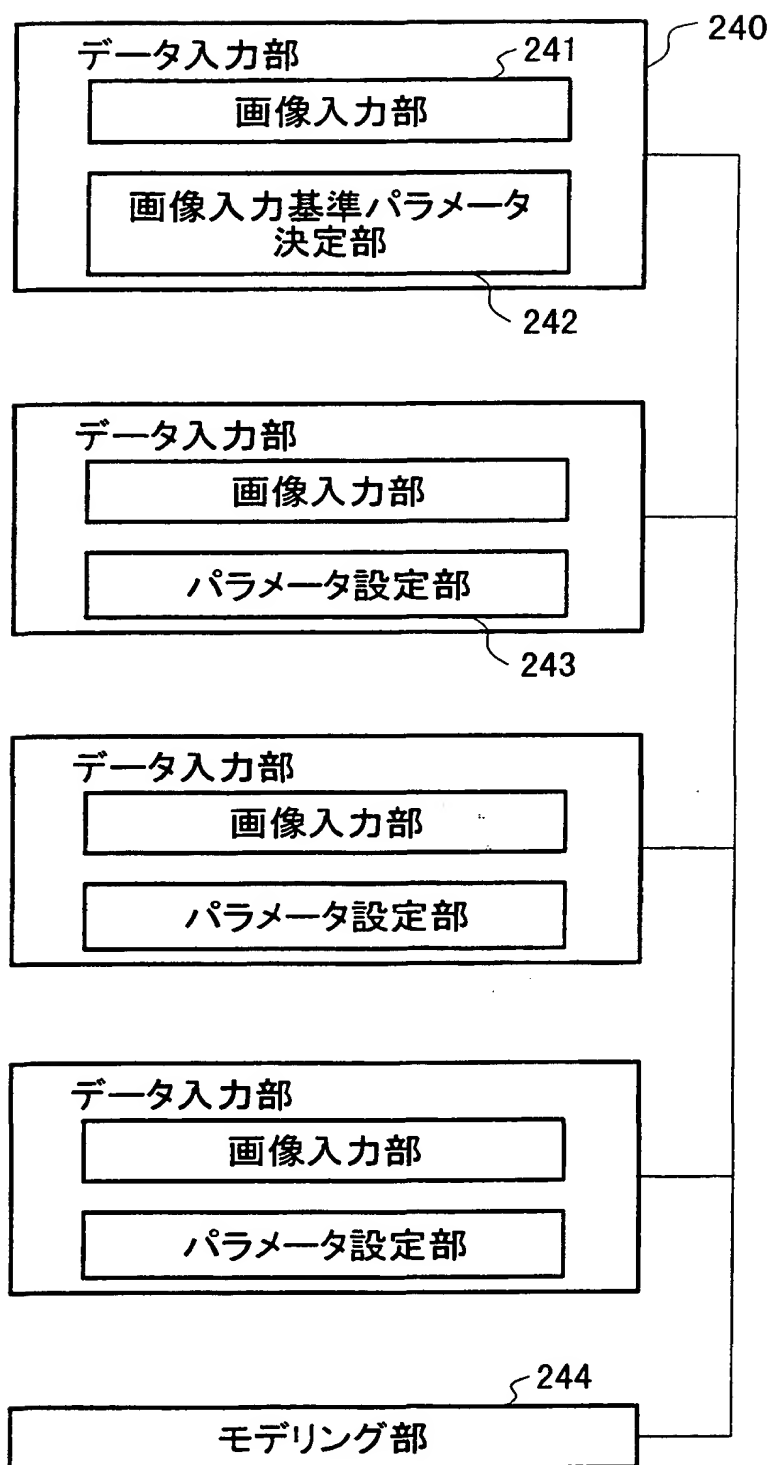 240
データ入力部
241
画像入力部
画像入力基準パラメータ
決定部
242
データ入力部
画像入力部
パラメータ設定部
243
データ入力部
画像入力部
パラメータ設定部
データ入力部
画像入力部
パラメータ設定部
244
モデリング部